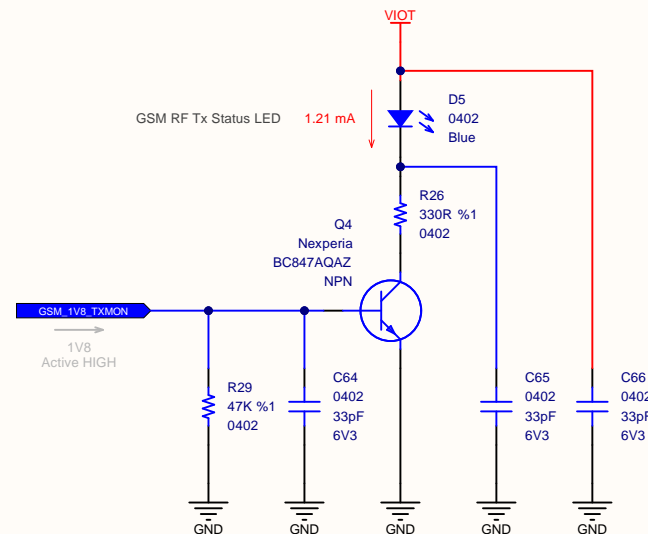 VIOT
GSM RF Tx Status LED
1.21 mA
D5
0402
Blue
R26
330R %1
0402
Q4
Nexperia
BC847AQAZ
NPN
GSM_1V8_TXMON
1V8
Active HIGH
R29
47K %1
0402
C64
0402
33pF
6V3
C65
0402
33pF
6V3
C66
0402
33pF
6V3
GND
GND
GND
GND
GND